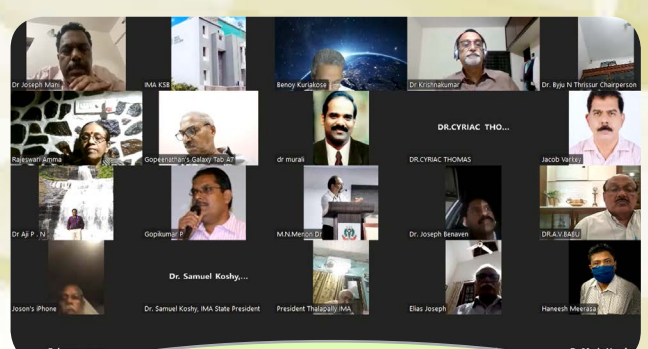 Dr Joseph Mani
IMA KSB
Benoy Kuriakose
Dr Krishnakumar
Dr. Byju N Thrissur Chairperson
Rajeswari Amma
Gopeenathan's Galaxy Tab A7
dr murali
DR.CYRIAC THO...
DR.CYRIAC THOMAS
Jacob Varkey
Dr Aji P . N
Gopikumar P
M.N.Menon Dr
Dr. Joseph Benaven
DR.A.V.BABU
Joson's iPhone
Dr. Samuel Koshy,...
Dr. Samuel Koshy, IMA State President
President Thalapally IMA
Elias Joseph
Haneesh Meerasa